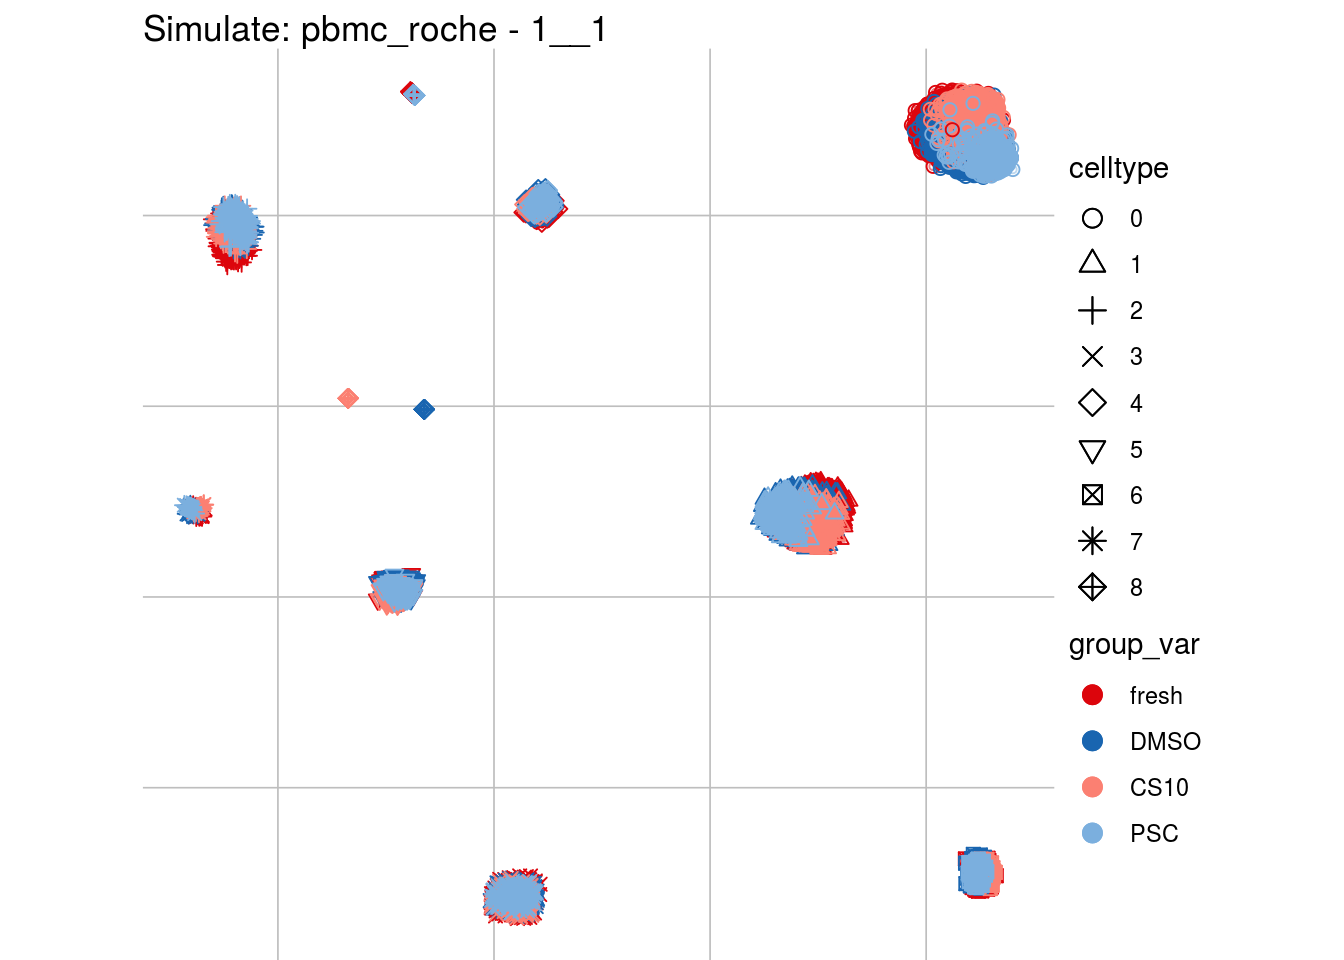 Simulate: pbmc_roche - 1__1
celltype
0
1
2
3
4
5
6
7
8
group_var
fresh
DMSO
CS10
PSC